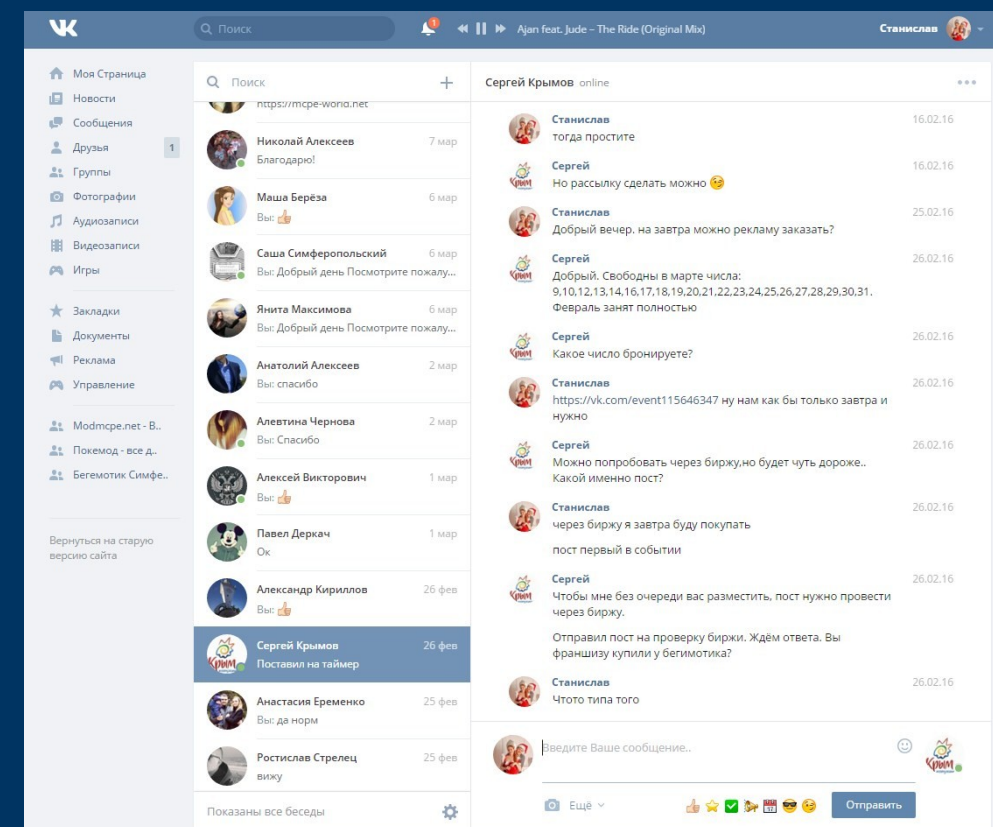 Поиск
Ajan feat. Jude – The Ride (Original Mix)
Станислав
Моя Страница
Новости
Сообщения
Друзья 1
Группы
Фотографии
Аудиозаписи
Видеозаписи
Игры
Закладки
Документы
Реклама
Управление
Modmcpe.net - В..
Покемод - все д..
Бегемотик Симфе..
Вернуться на старую
версию сайта
Поиск
https://mcpe-world.net
Николай Алексеев 7 мар
Благодарю!
Маша Берёза 6 мар
Вы:
Саша Симферопольский 6 мар
Вы: Добрый день Посмотрите пожалу...
Янита Максимова 6 мар
Вы: Добрый день Посмотрите пожалу...
Анатолий Алексеев 2 мар
Вы: спасибо
Алевтина Чернова 2 мар
Вы: Спасибо
Алексей Викторович 1 мар
Вы:
Павел Деркач 1 мар
Ок
Александр Кириллов 26 фев
Вы:
Сергей Крымов 26 фев
Поставил на таймер
Анастасия Еременко 25 фев
Вы: да норм
Ростислав Стрелец 25 фев
вижу
Показаны все беседы
Сергей Крымов online
Станислав 16.02.16
тогда простите
Сергей 16.02.16
Но рассылку сделать можно
Станислав 25.02.16
Добрый вечер. на завтра можно рекламу заказать?
Сергей 26.02.16
Добрый. Свободны в марте числа:
9,10,12,13,14,16,17,18,19,20,21,22,23,24,25,26,27,28,29,30,31.
Февраль занят полностью
Сергей 26.02.16
Какое число бронируете?
Станислав 26.02.16
https://vk.com/event115646347 ну нам как бы только завтра и
нужно
Сергей 26.02.16
Можно попробовать через биржу,но будет чуть дороже..
Какой именно пост?
Станислав 26.02.16
через биржу я завтра буду покупать
пост первый в событии
Сергей 26.02.16
Чтобы мне без очереди вас разместить, пост нужно провести
через биржу.
Отправил пост на проверку биржи. Ждём ответа. Вы
франшизу купили у бегимотика?
Станислав 26.02.16
Чтото типа того
Введите Ваше сообщение..
Ещё
Отправить